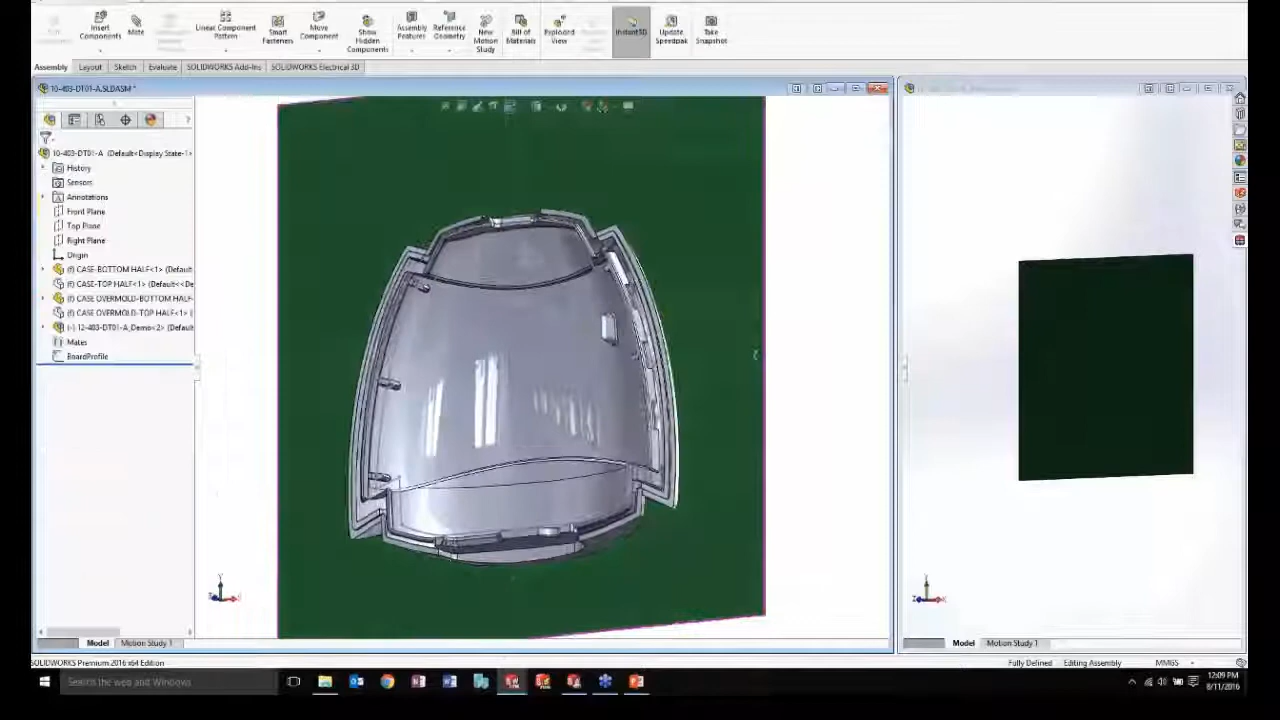 Insert Components
Mate
Linear Component Pattern
Smart Fasteners
Move Component
Show Hidden Components
Assembly Features
Reference Geometry
New Motion Study
Bill of Materials
Exploded View
Instant3D
Update Speedpak
Take Snapshot
Assembly
Layout
Sketch
Evaluate
SOLIDWORKS Add-Ins
SOLIDWORKS Electrical 3D
10-403-DT01-A.SLDASM *
10-403-DT01-A (Default<Display State-1>
History
Sensors
Annotations
Front Plane
Top Plane
Right Plane
Origin
(f) CASE-BOTTOM HALF<1> (Default
(f) CASE-TOP HALF<1> (Default<<De
(f) CASE OVERMOLD-BOTTOM HALF-
(f) CASE OVERMOLD-TOP HALF<1> (
(-) 12-403-DT01-A_Demo<2> (Default
Mates
BoardProfile
Model
Motion Study 1
Model
Motion Study 1
SOLIDWORKS Premium 2016 x64 Edition
Fully Defined
Editing Assembly
MMGS
Search the web and Windows
12:09 PM
8/11/2016